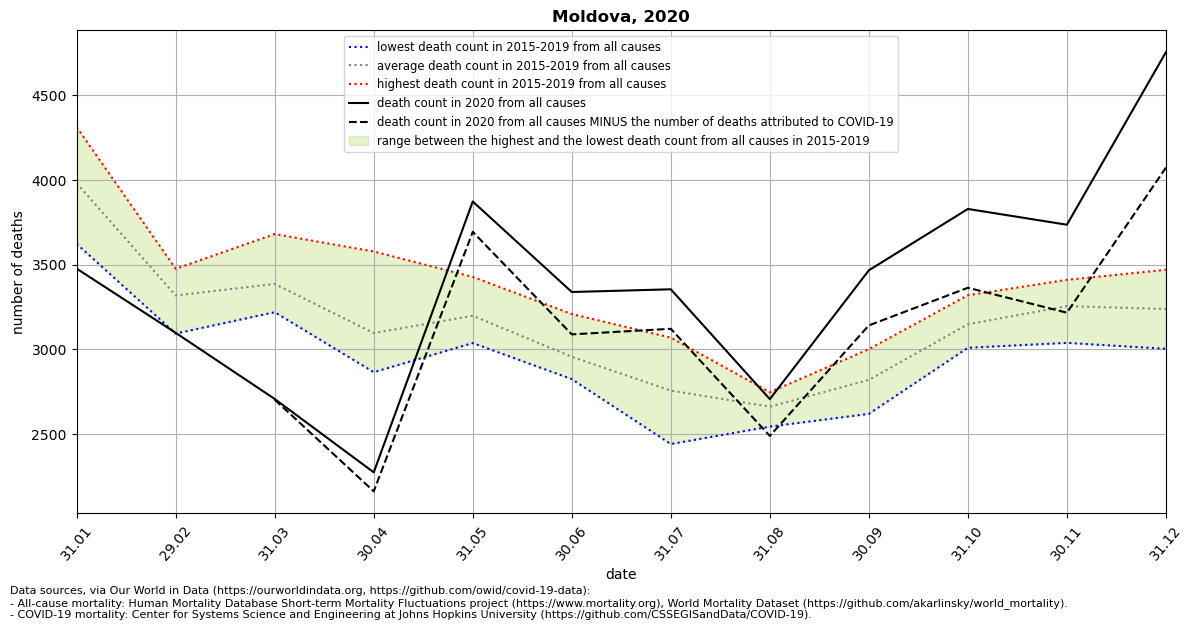 Moldova, 2020
lowest death count in 2015-2019 from all causes
average death count in 2015-2019 from all causes
highest death count in 2015-2019 from all causes
death count in 2020 from all causes
death count in 2020 from all causes MINUS the number of deaths attributed to COVID-19
range between the highest and the lowest death count from all causes in 2015-2019
number of deaths
4500
4000
3500
3000
2500
31.01
29.02
31.03
30.04
31.05
30.06
31.07
31.08
30.09
31.10
30.11
31.12
date
Data sources, via Our World in Data (https://ourworldindata.org, https://github.com/owid/covid-19-data):
- All-cause mortality: Human Mortality Database Short-term Mortality Fluctuations project (https://www.mortality.org), World Mortality Dataset (https://github.com/akarlinsky/world_mortality).
- COVID-19 mortality: Center for Systems Science and Engineering at Johns Hopkins University (https://github.com/CSSEGISandData/COVID-19).